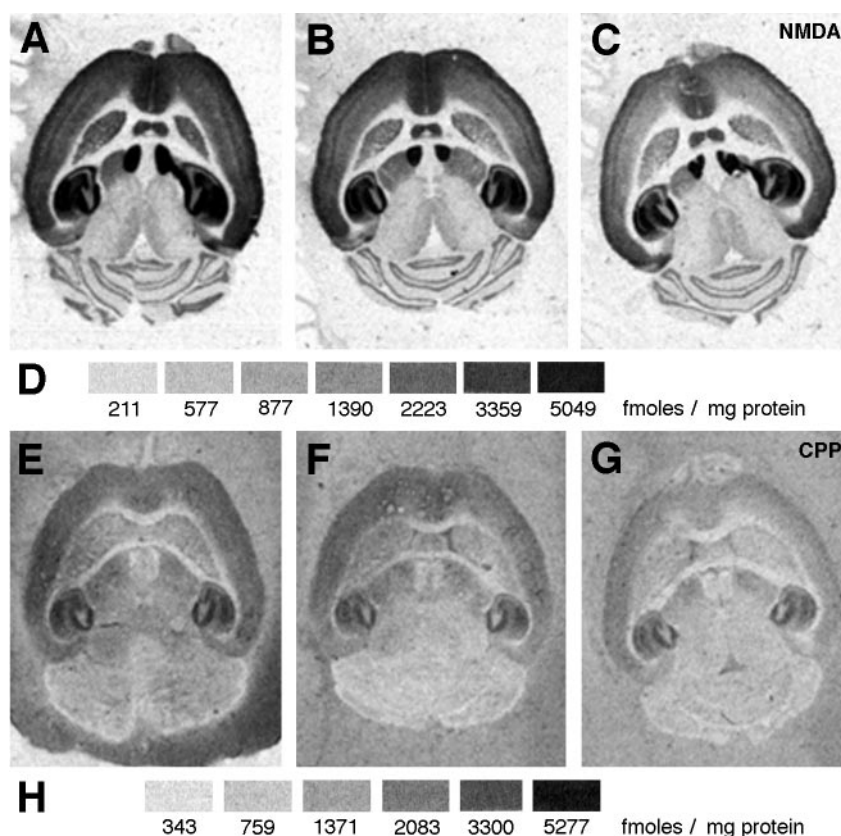 A
B
C
NMDA
D
211 577 877 1390 2223 3359 5049 fmoles / mg protein
E
F
G
CPP
H
343 759 1371 2083 3300 5277 fmoles / mg protein